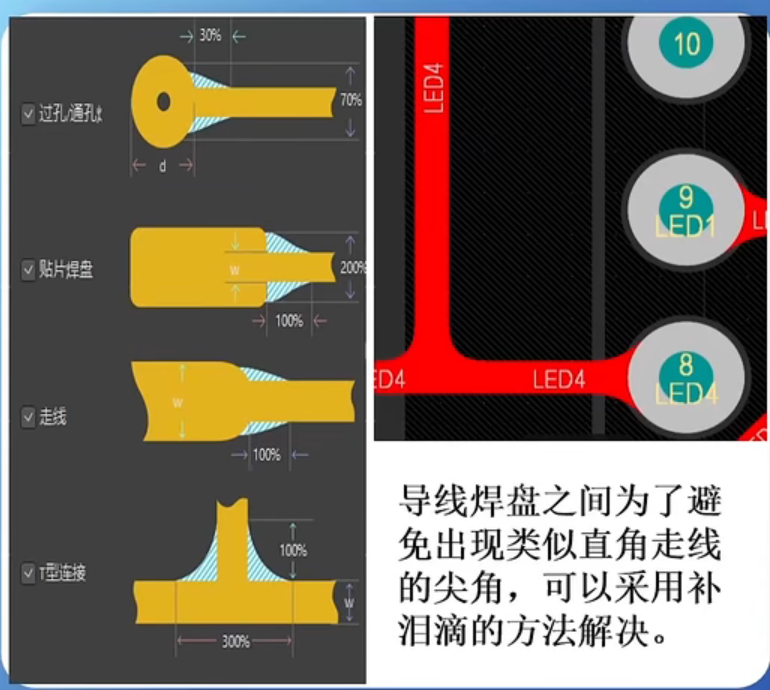 30%
过孔/通孔
70%
d
贴片焊盘
w
200%
100%
走线
w
100%
T型连接
100%
w
300%
LED4
10
9
LED1
8
LED4
ED4
LED4
导线焊盘之间为了避
免出现类似直角走线
的尖角，可以采用补
泪滴的方法解决。